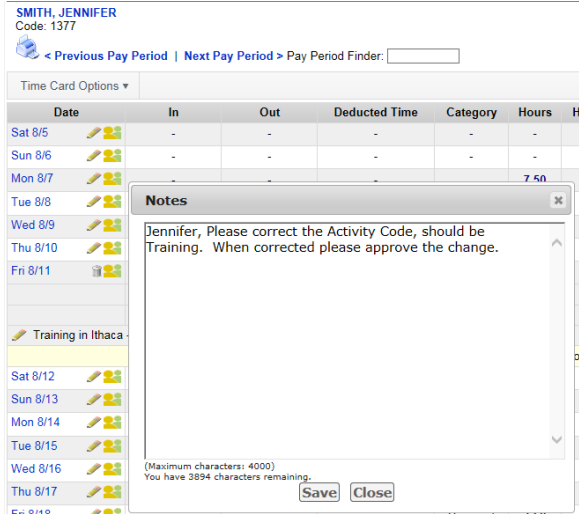 SMITH, JENNIFER
Code: 1377
< Previous Pay Period | Next Pay Period > Pay Period Finder:
Time Card Options ▾
Date In Out Deducted Time Category Hours H
Sat 8/5 - - - - -
Sun 8/6 - - - - -
Mon 8/7 - - - - 7.50
Tue 8/8
Wed 8/9
Thu 8/10
Fri 8/11
Training in Ithaca -
Sat 8/12
Sun 8/13
Mon 8/14
Tue 8/15
Wed 8/16
Thu 8/17
Fri 8/18
Notes ×
Jennifer, Please correct the Activity Code, should be
Training. When corrected please approve the change.
(Maximum characters: 4000)
You have 3894 characters remaining.
Save Close